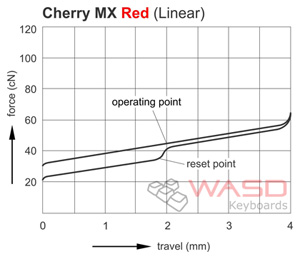 Cherry MX Red (Linear)
120
100
80
60
40
20
0
force (cN)
operating point
reset point
WASD
Keyboards
0
1
2
3
4
travel (mm)